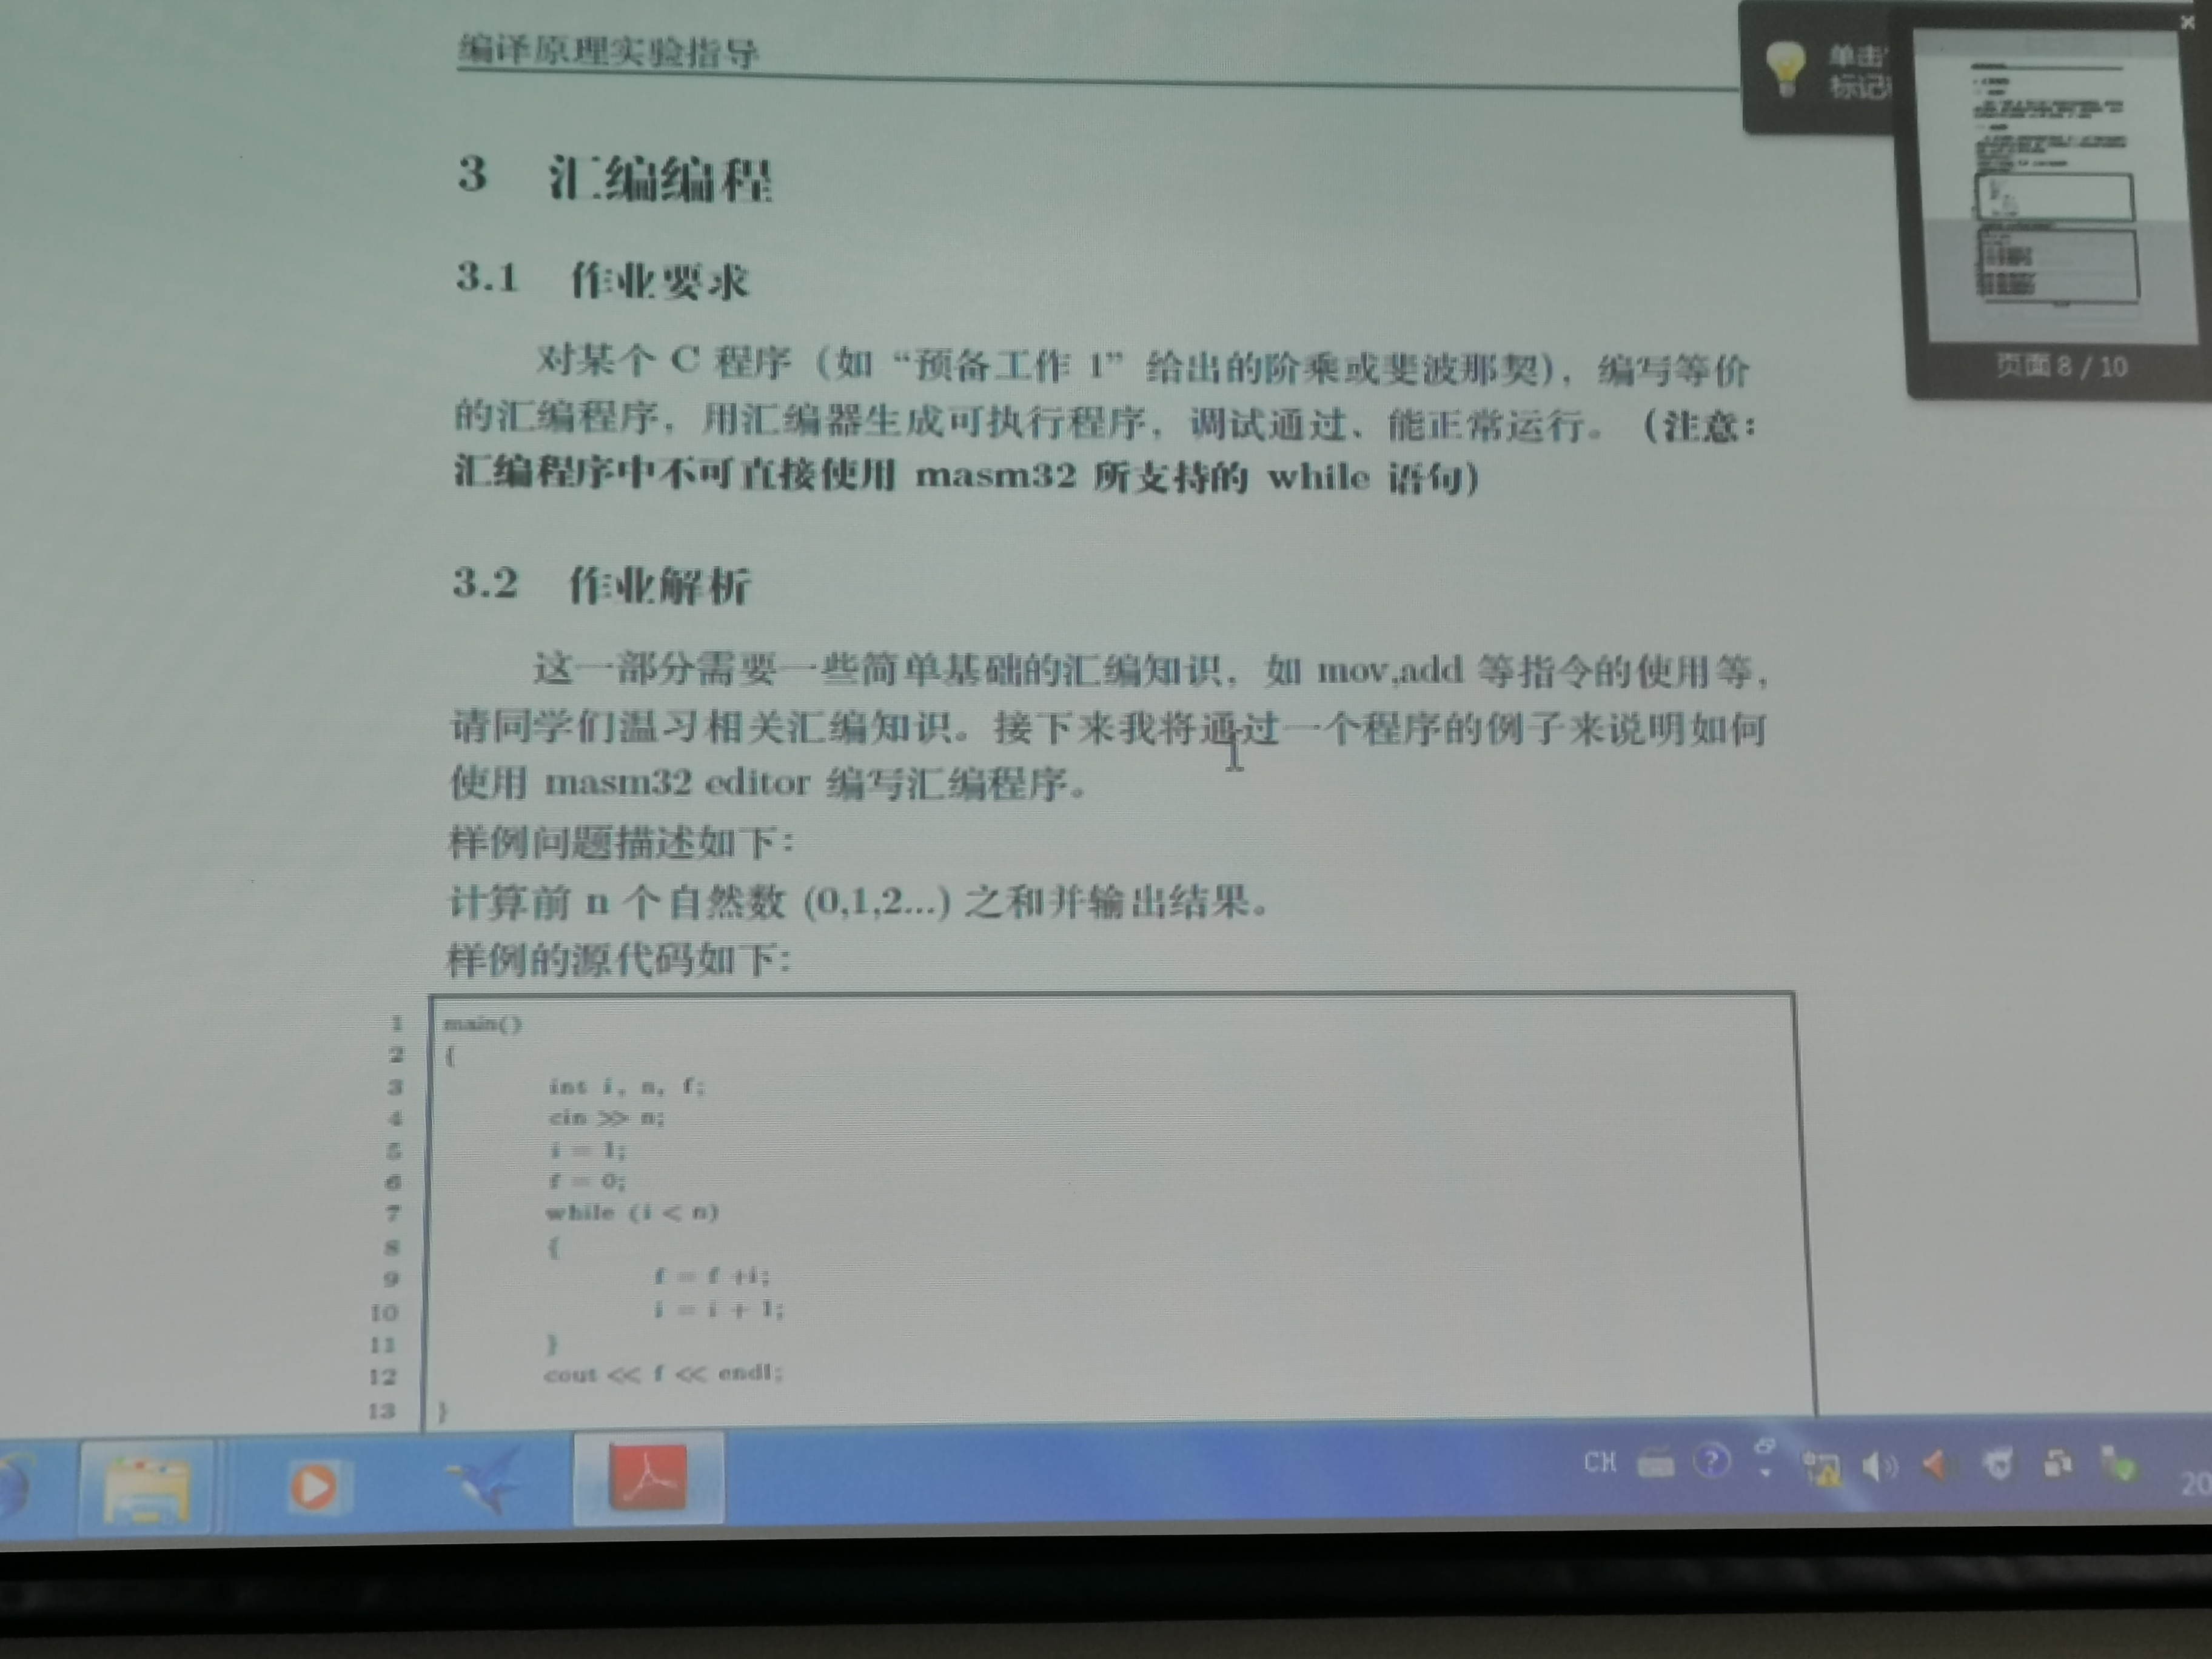 编译原理实验指导
3 汇编编程
3.1 作业要求
对某个 C 程序（如 “预备工作 1” 给出的阶乘或斐波那契），编写等价
的汇编程序，用汇编器生成可执行程序，调试通过、能正常运行。（注意：
汇编程序中不可直接使用 masm32 所支持的 while 语句）
3.2 作业解析
这一部分需要一些简单基础的汇编知识，如 mov,add 等指令的使用等，
请同学们温习相关汇编知识。接下来我将通过一个程序的例子来说明如何
使用 masm32 editor 编写汇编程序。
样例问题描述如下：
计算前 n 个自然数 (0,1,2...) 之和并输出结果。
样例的源代码如下：
1 main()
2 {
3 int i, n, f;
4 cin >> n;
5 i = 1;
6 f = 0;
7 while (i < n)
8 {
9 f = f +i;
10 i = i + 1;
11 }
12 cout << f << endl;
13 }
单击
标记
页面 8 / 10
CH
20